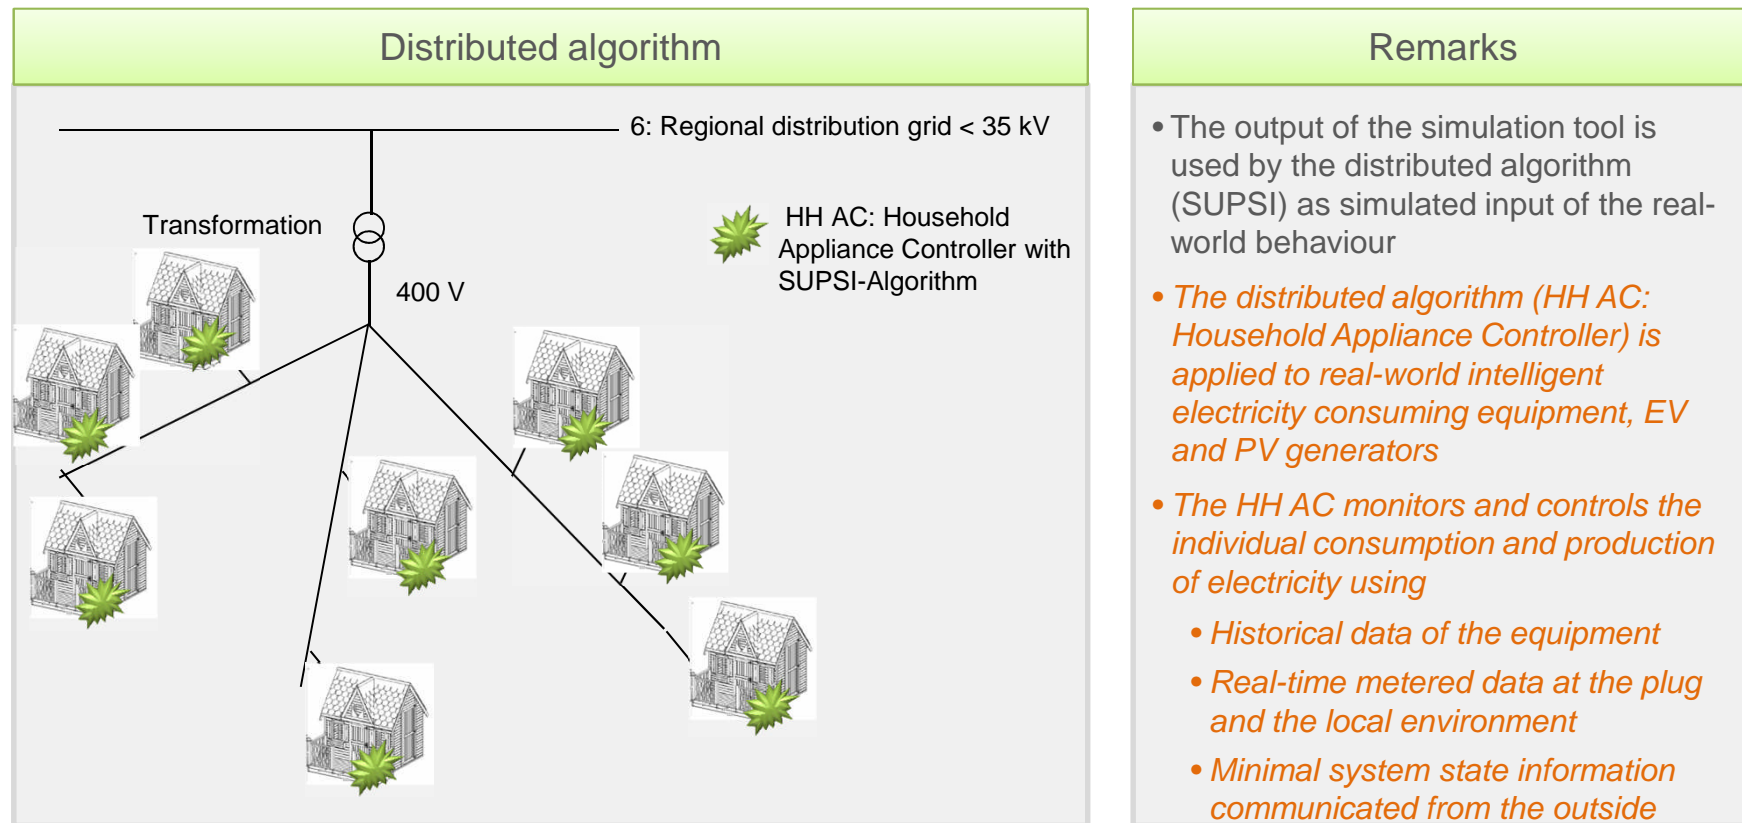 Distributed algorithm
6: Regional distribution grid < 35 kV
Transformation
400 V
HH AC: Household
Appliance Controller with
SUPSI-Algorithm
Remarks
• The output of the simulation tool is
used by the distributed algorithm
(SUPSI) as simulated input of the real-
world behaviour
• The distributed algorithm (HH AC:
Household Appliance Controller) is
applied to real-world intelligent
electricity consuming equipment, EV
and PV generators
• The HH AC monitors and controls the
individual consumption and production
of electricity using
• Historical data of the equipment
• Real-time metered data at the plug
and the local environment
• Minimal system state information
communicated from the outside